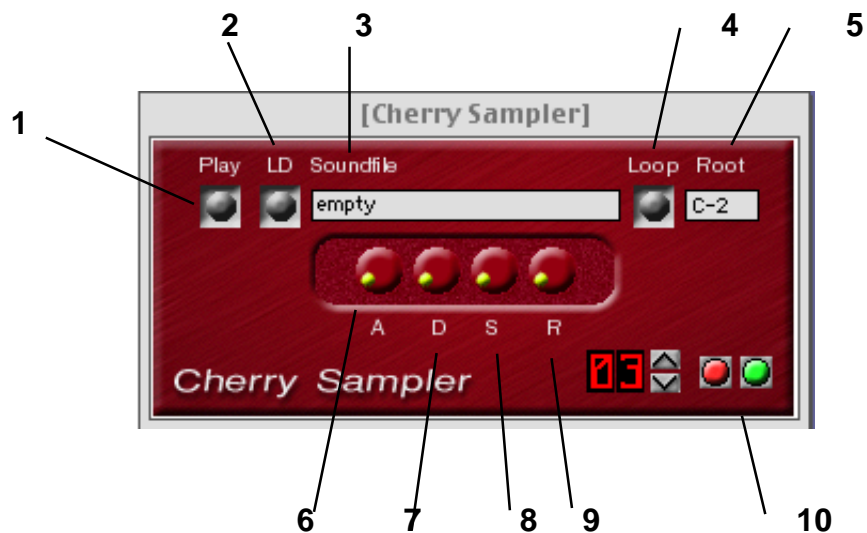 2 3 4 5
1
[Cherry Sampler]
Play LD Soundfile Loop Root
empty C-2
A D S R
Cherry Sampler 03
6 7 8 9 10